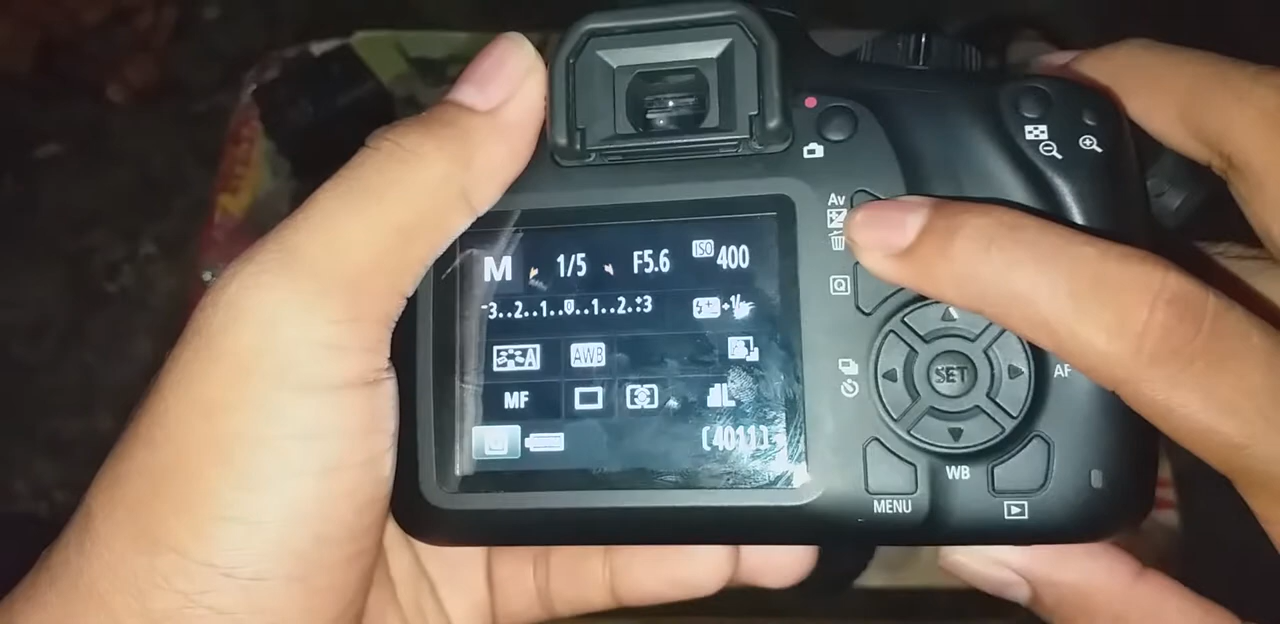 Av
M 1/5 F5.6 ISO 400
-3..2..1..0..1..2.:3
A AWB
Q
MF L
SET AF
[4011]
WB
MENU